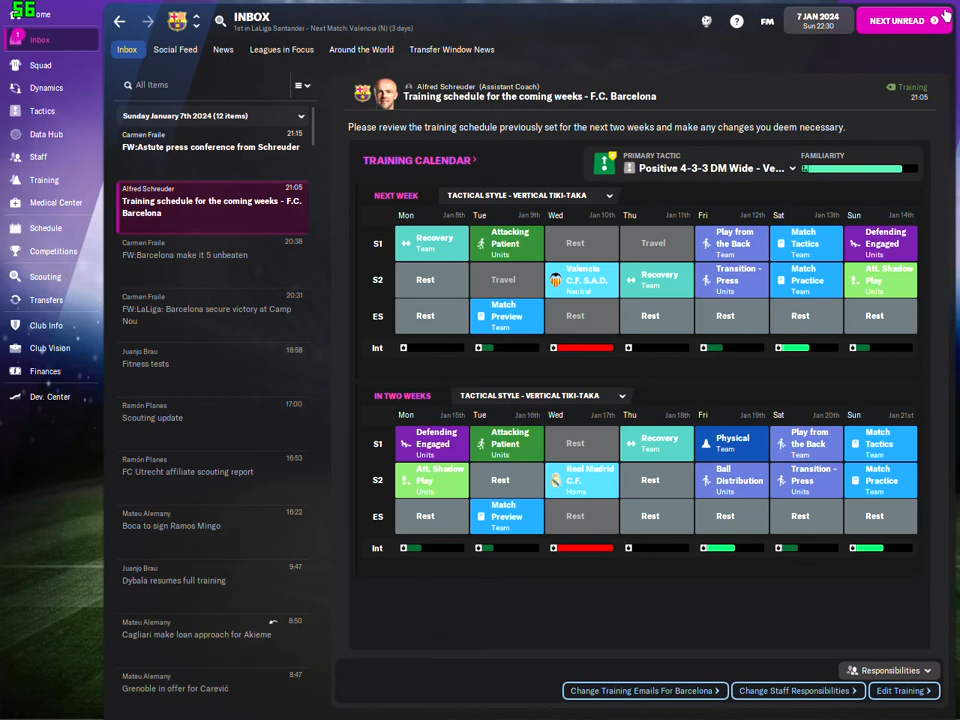 56
Home
Inbox
1
Squad
Dynamics
Tactics
Data Hub
Staff
Training
Medical Center
Schedule
Competitions
Scouting
Transfers
Club Info
Club Vision
Finances
Dev. Center
INBOX
1st in LaLiga Santander - Next Match: Valencia (N) (3 days)
?
FM
7 JAN 2024
Sun 22:30
NEXT UNREAD
Inbox
Social Feed
News
Leagues in Focus
Around the World
Transfer Window News
All Items
Sunday January 7th 2024 (12 items)
Carmen Fraile
21:15
FW:Astute press conference from Schreuder
Alfred Schreuder
21:05
Training schedule for the coming weeks - F.C.
Barcelona
Carmen Fraile
20:38
FW:Barcelona make it 5 unbeaten
Carmen Fraile
20:31
FW:LaLiga: Barcelona secure victory at Camp
Nou
Juanjo Brau
18:58
Fitness tests
Ramón Planes
17:00
Scouting update
Ramón Planes
16:53
FC Utrecht affiliate scouting report
Mateu Alemany
16:22
Boca to sign Ramos Mingo
Juanjo Brau
9:47
Dybala resumes full training
Mateu Alemany
8:50
Cagliari make loan approach for Akieme
Mateu Alemany
8:47
Grenoble in offer for Carević
Alfred Schreuder (Assistant Coach)
Training schedule for the coming weeks - F.C. Barcelona
Training
21:05
Please review the training schedule previously set for the next two weeks and make any changes you deem necessary.
TRAINING CALENDAR
PRIMARY TACTIC
Positive 4-3-3 DM Wide - Ve...
FAMILIARITY
NEXT WEEK
TACTICAL STYLE - VERTICAL TIKI-TAKA
Mon Jan 8th Tue Jan 9th Wed Jan 10th Thu Jan 11th Fri Jan 12th Sat Jan 13th Sun Jan 14th
S1
Recovery
Team
Attacking
Patient
Units
Rest
Travel
Play from
the Back
Units
Match
Tactics
Team
Defending
Engaged
Units
S2
Rest
Travel
Valencia
C.F. S.A.D.
Neutral
Recovery
Team
Transition -
Press
Units
Match
Practice
Team
Att. Shadow
Play
Units
ES
Rest
Match
Preview
Team
Rest
Rest
Rest
Rest
Rest
Int
IN TWO WEEKS
TACTICAL STYLE - VERTICAL TIKI-TAKA
Mon Jan 15th Tue Jan 16th Wed Jan 17th Thu Jan 18th Fri Jan 19th Sat Jan 20th Sun Jan 21st
S1
Defending
Engaged
Units
Attacking
Patient
Units
Rest
Recovery
Team
Physical
Team
Play from
the Back
Units
Match
Tactics
Team
S2
Att. Shadow
Play
Units
Rest
Real Madrid
C.F.
Home
Rest
Ball
Distribution
Units
Transition -
Press
Units
Match
Practice
Team
ES
Rest
Match
Preview
Team
Rest
Rest
Rest
Rest
Rest
Int
Responsibilities
Change Training Emails For Barcelona
Change Staff Responsibilities
Edit Training